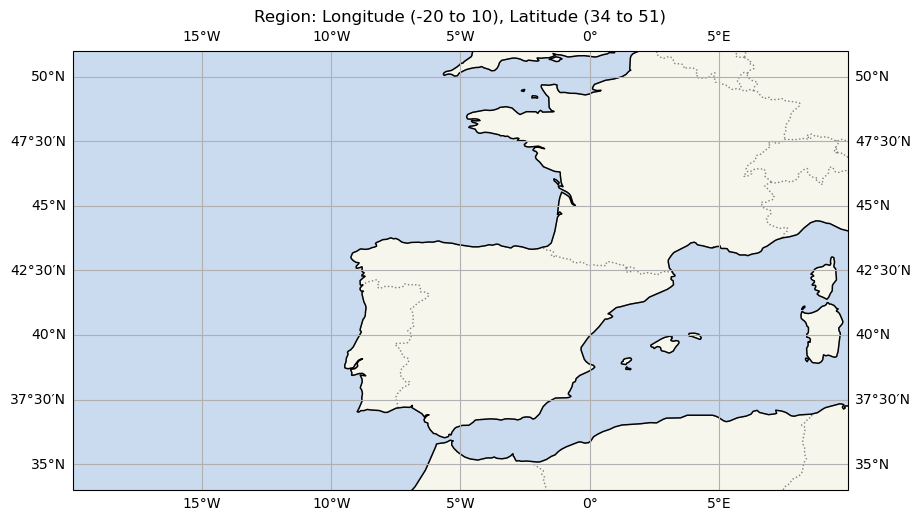 Region: Longitude (-20 to 10), Latitude (34 to 51)
15°W 10°W 5°W 0° 5°E
50°N 50°N
47°30′N 47°30′N
45°N 45°N
42°30′N 42°30′N
40°N 40°N
37°30′N 37°30′N
35°N 35°N
15°W 10°W 5°W 0° 5°E